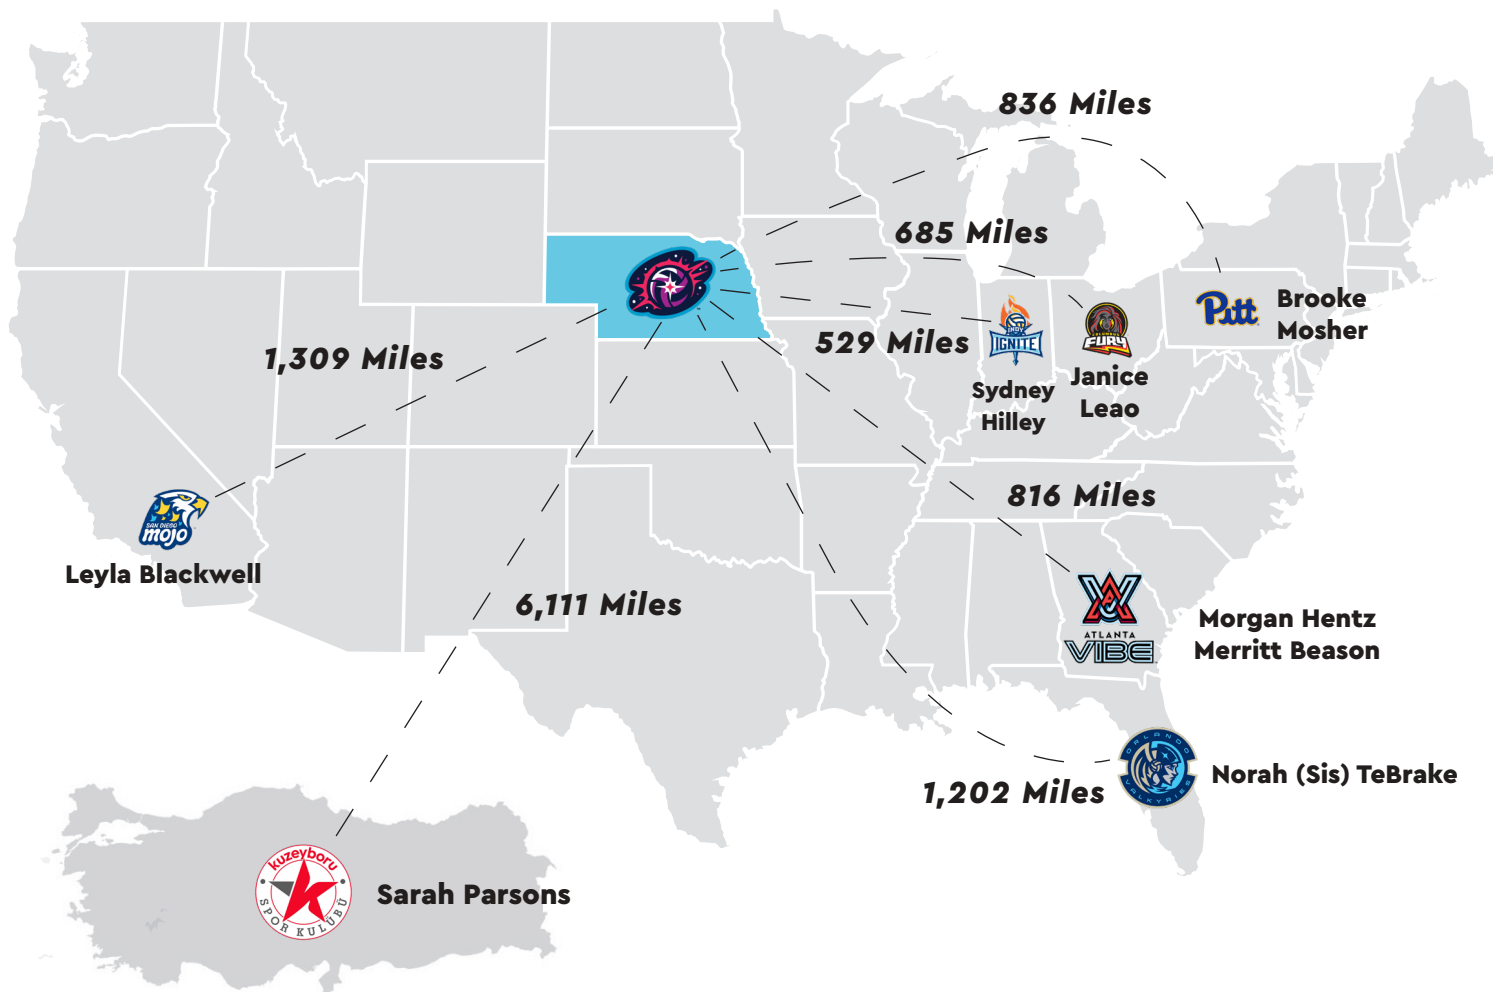 836 Miles
685 Miles
Pitt
Brooke
Mosher
INDY
IGNITE
COLUMBUS
FURY
529 Miles
1,309 Miles
Sydney
Hilley
Janice
Leao
SAN DIEGO
mojo
816 Miles
Leyla Blackwell
6,111 Miles
ATLANTA
VIBE
Morgan Hentz
Merritt Beason
ORLANDO
VALKYRIES
Norah (Sis) TeBrake
1,202 Miles
kuzeyboru
SPOR KULÜBÜ
Sarah Parsons